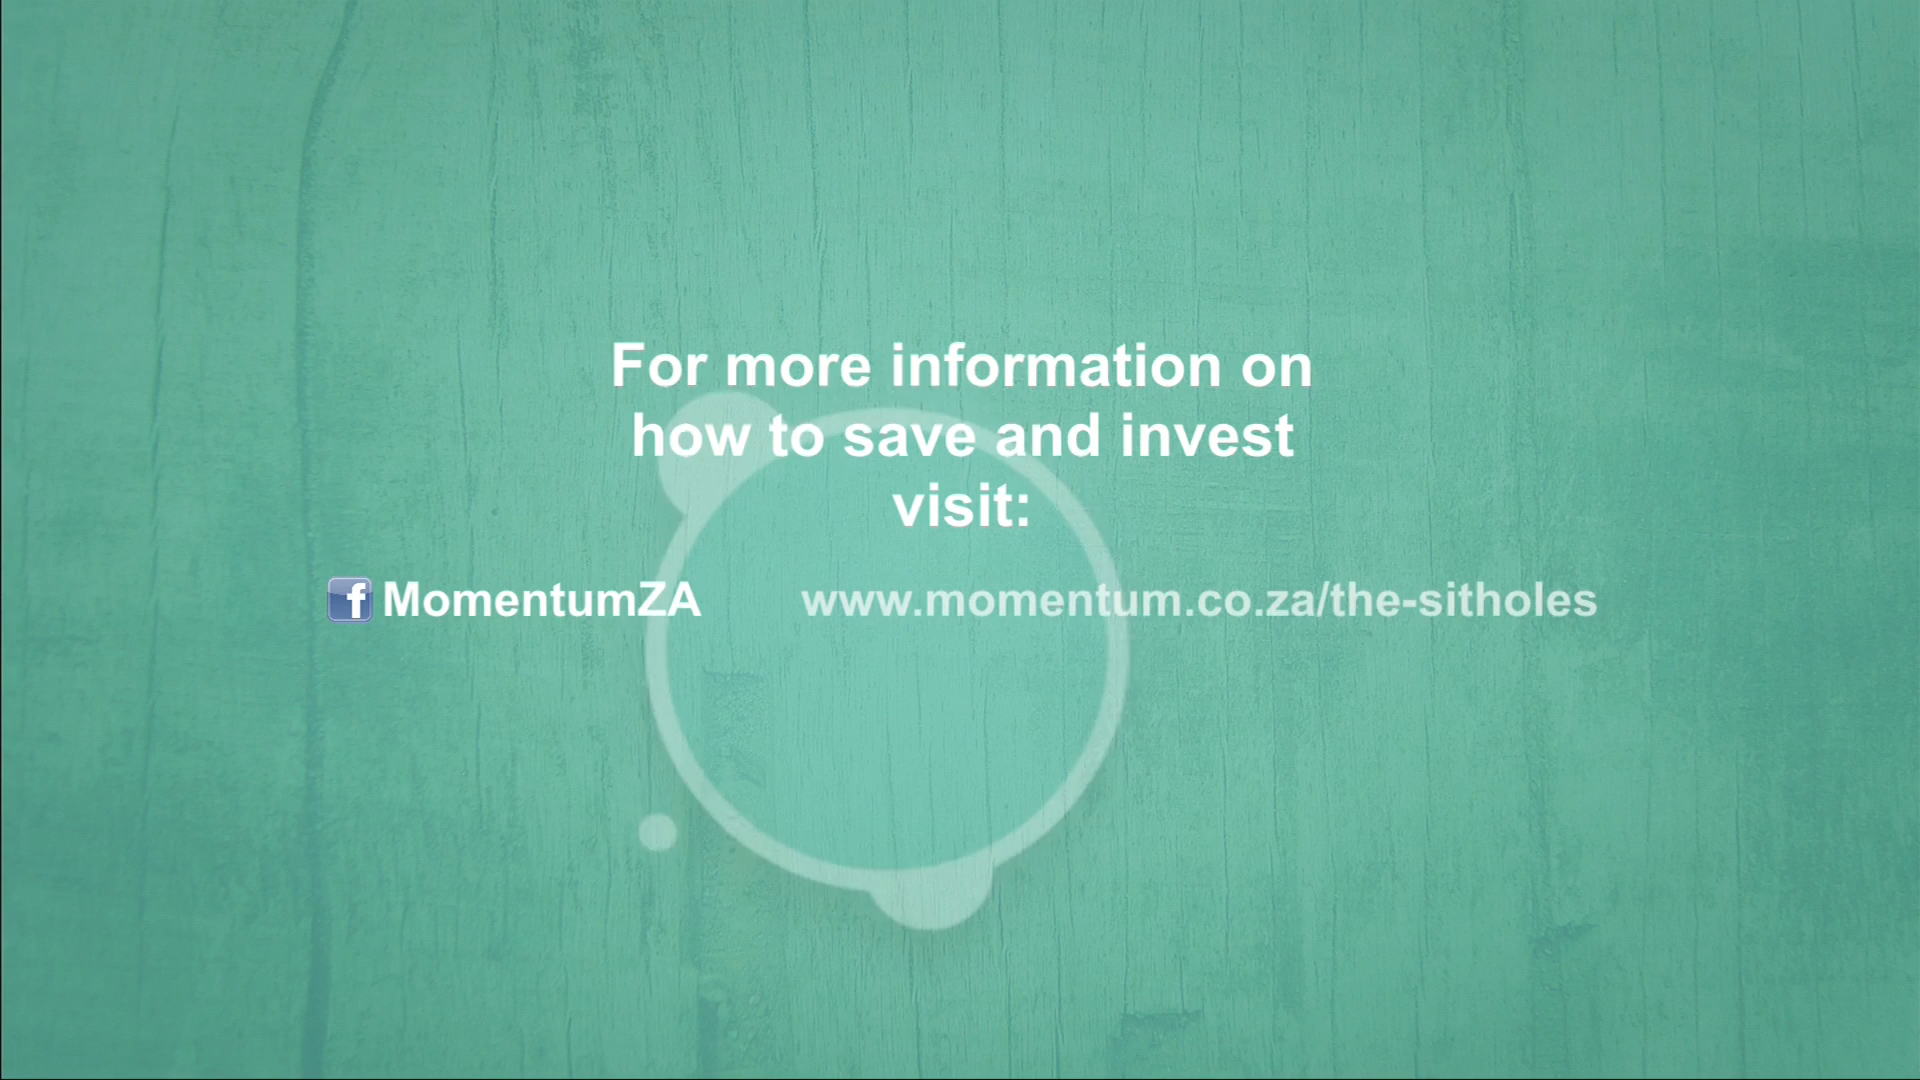 For more information on
how to save and invest
visit:
MomentumZA www.momentum.co.za/the-sitholes